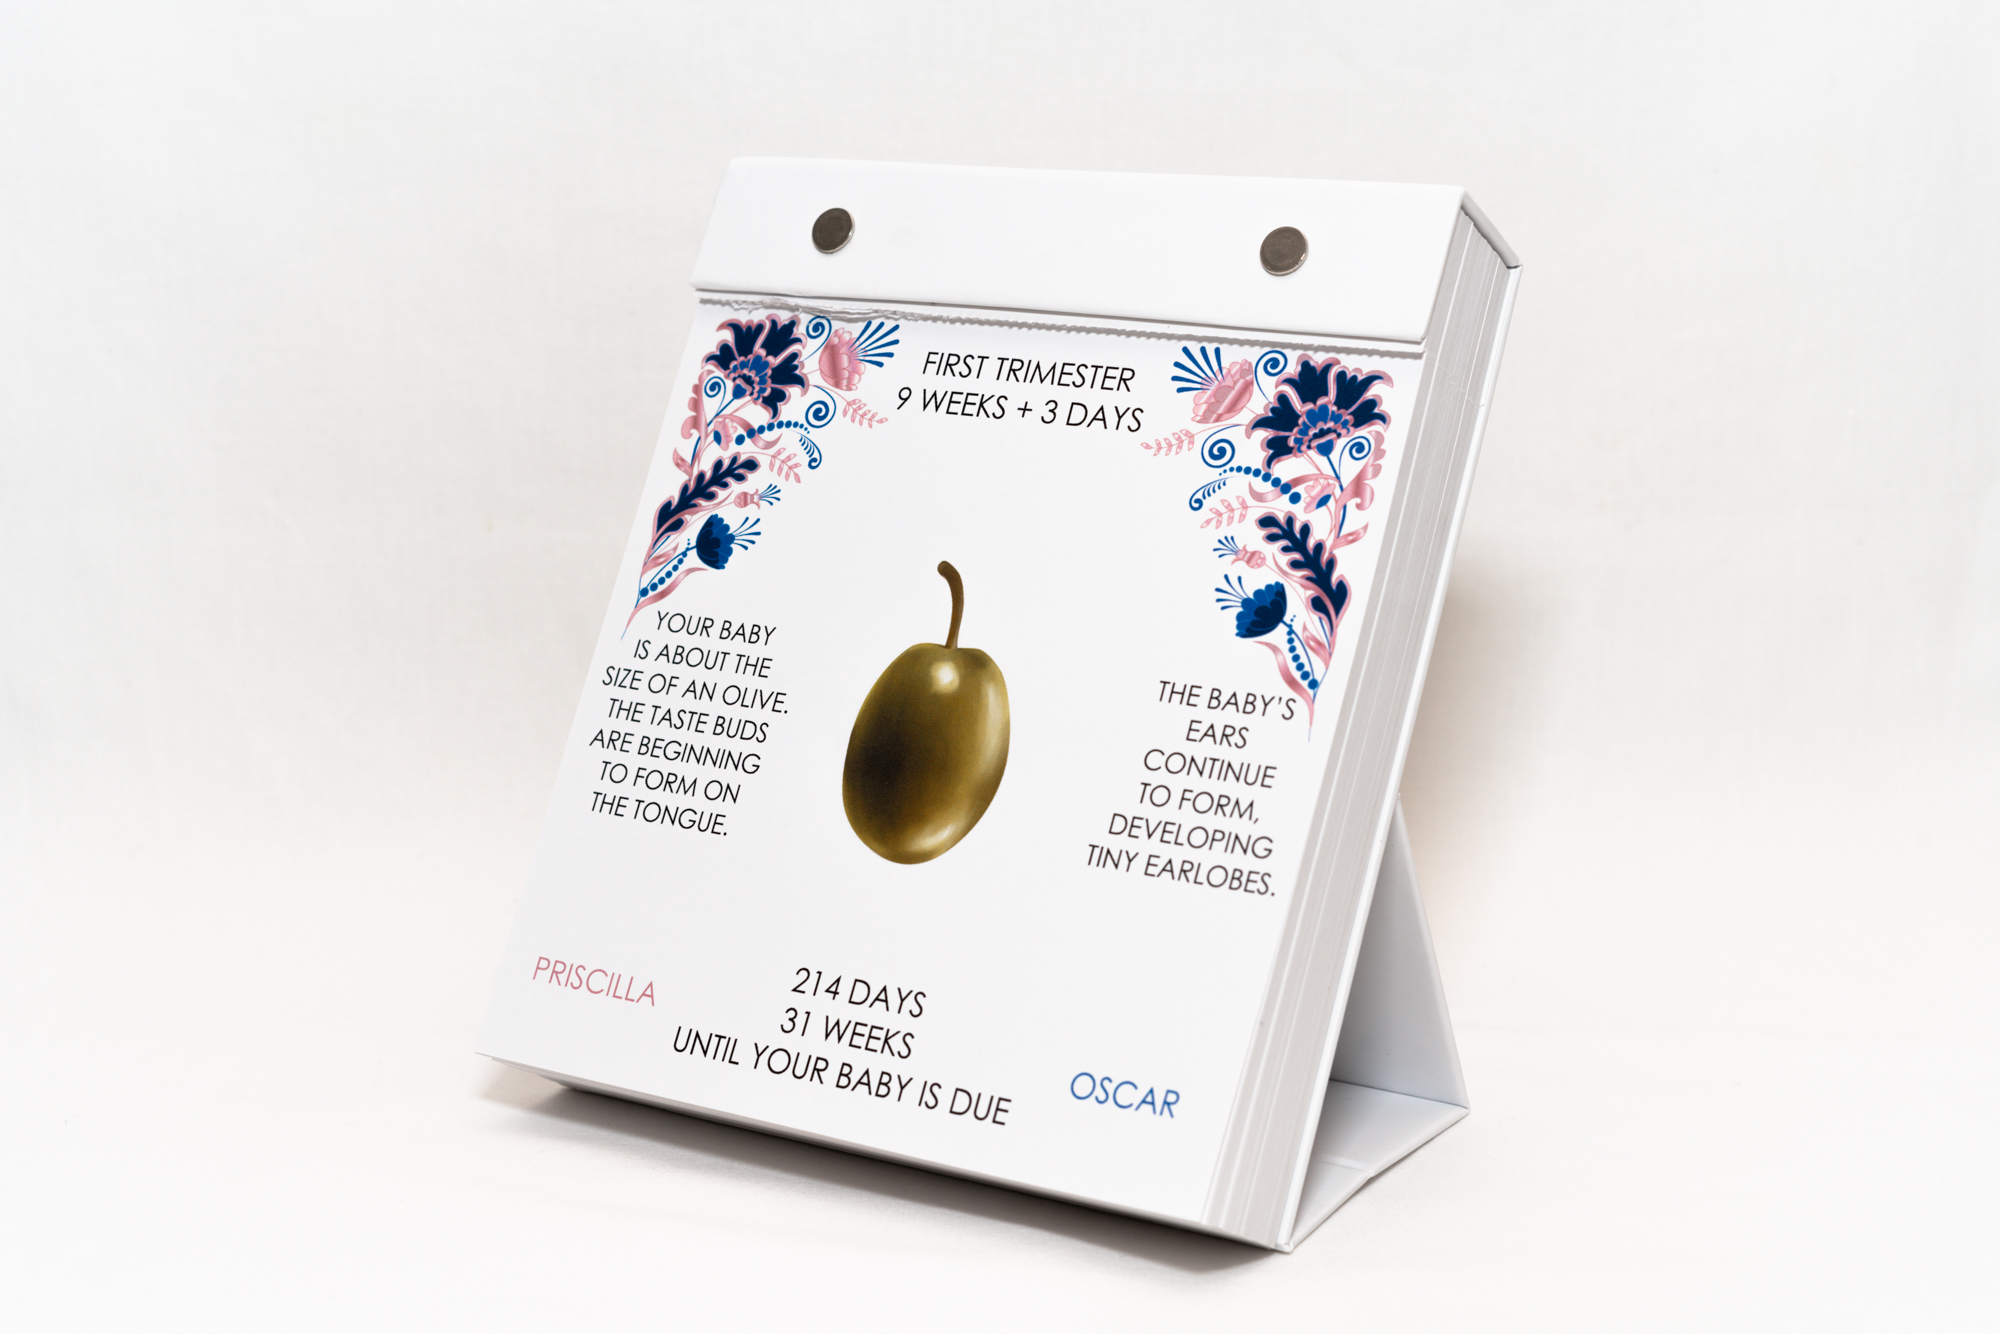 FIRST TRIMESTER
9 WEEKS + 3 DAYS
YOUR BABY
IS ABOUT THE
SIZE OF AN OLIVE.
THE TASTE BUDS
ARE BEGINNING
TO FORM ON
THE TONGUE.
THE BABY'S
EARS
CONTINUE
TO FORM,
DEVELOPING
TINY EARLOBES.
PRISCILLA
214 DAYS
31 WEEKS
UNTIL YOUR BABY IS DUE
OSCAR